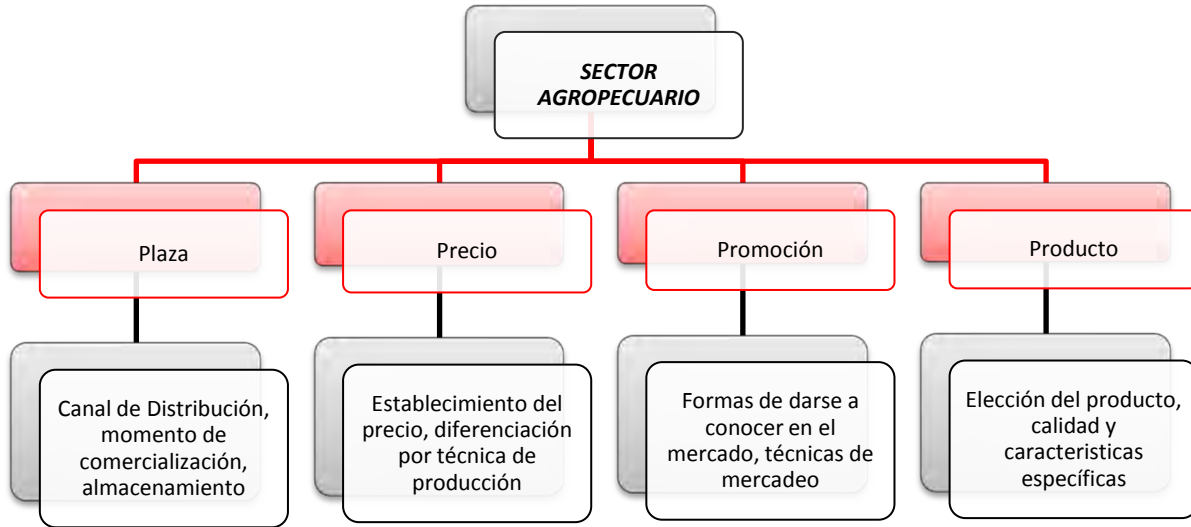 SECTOR
AGROPECUARIO
Plaza
Precio
Promoción
Producto
Canal de Distribución,
momento de
comercialización,
almacenamiento
Establecimiento del
precio, diferenciación
por técnica de
producción
Formas de darse a
conocer en el
mercado, técnicas de
mercadeo
Elección del producto,
calidad y
caracteristicas
específicas